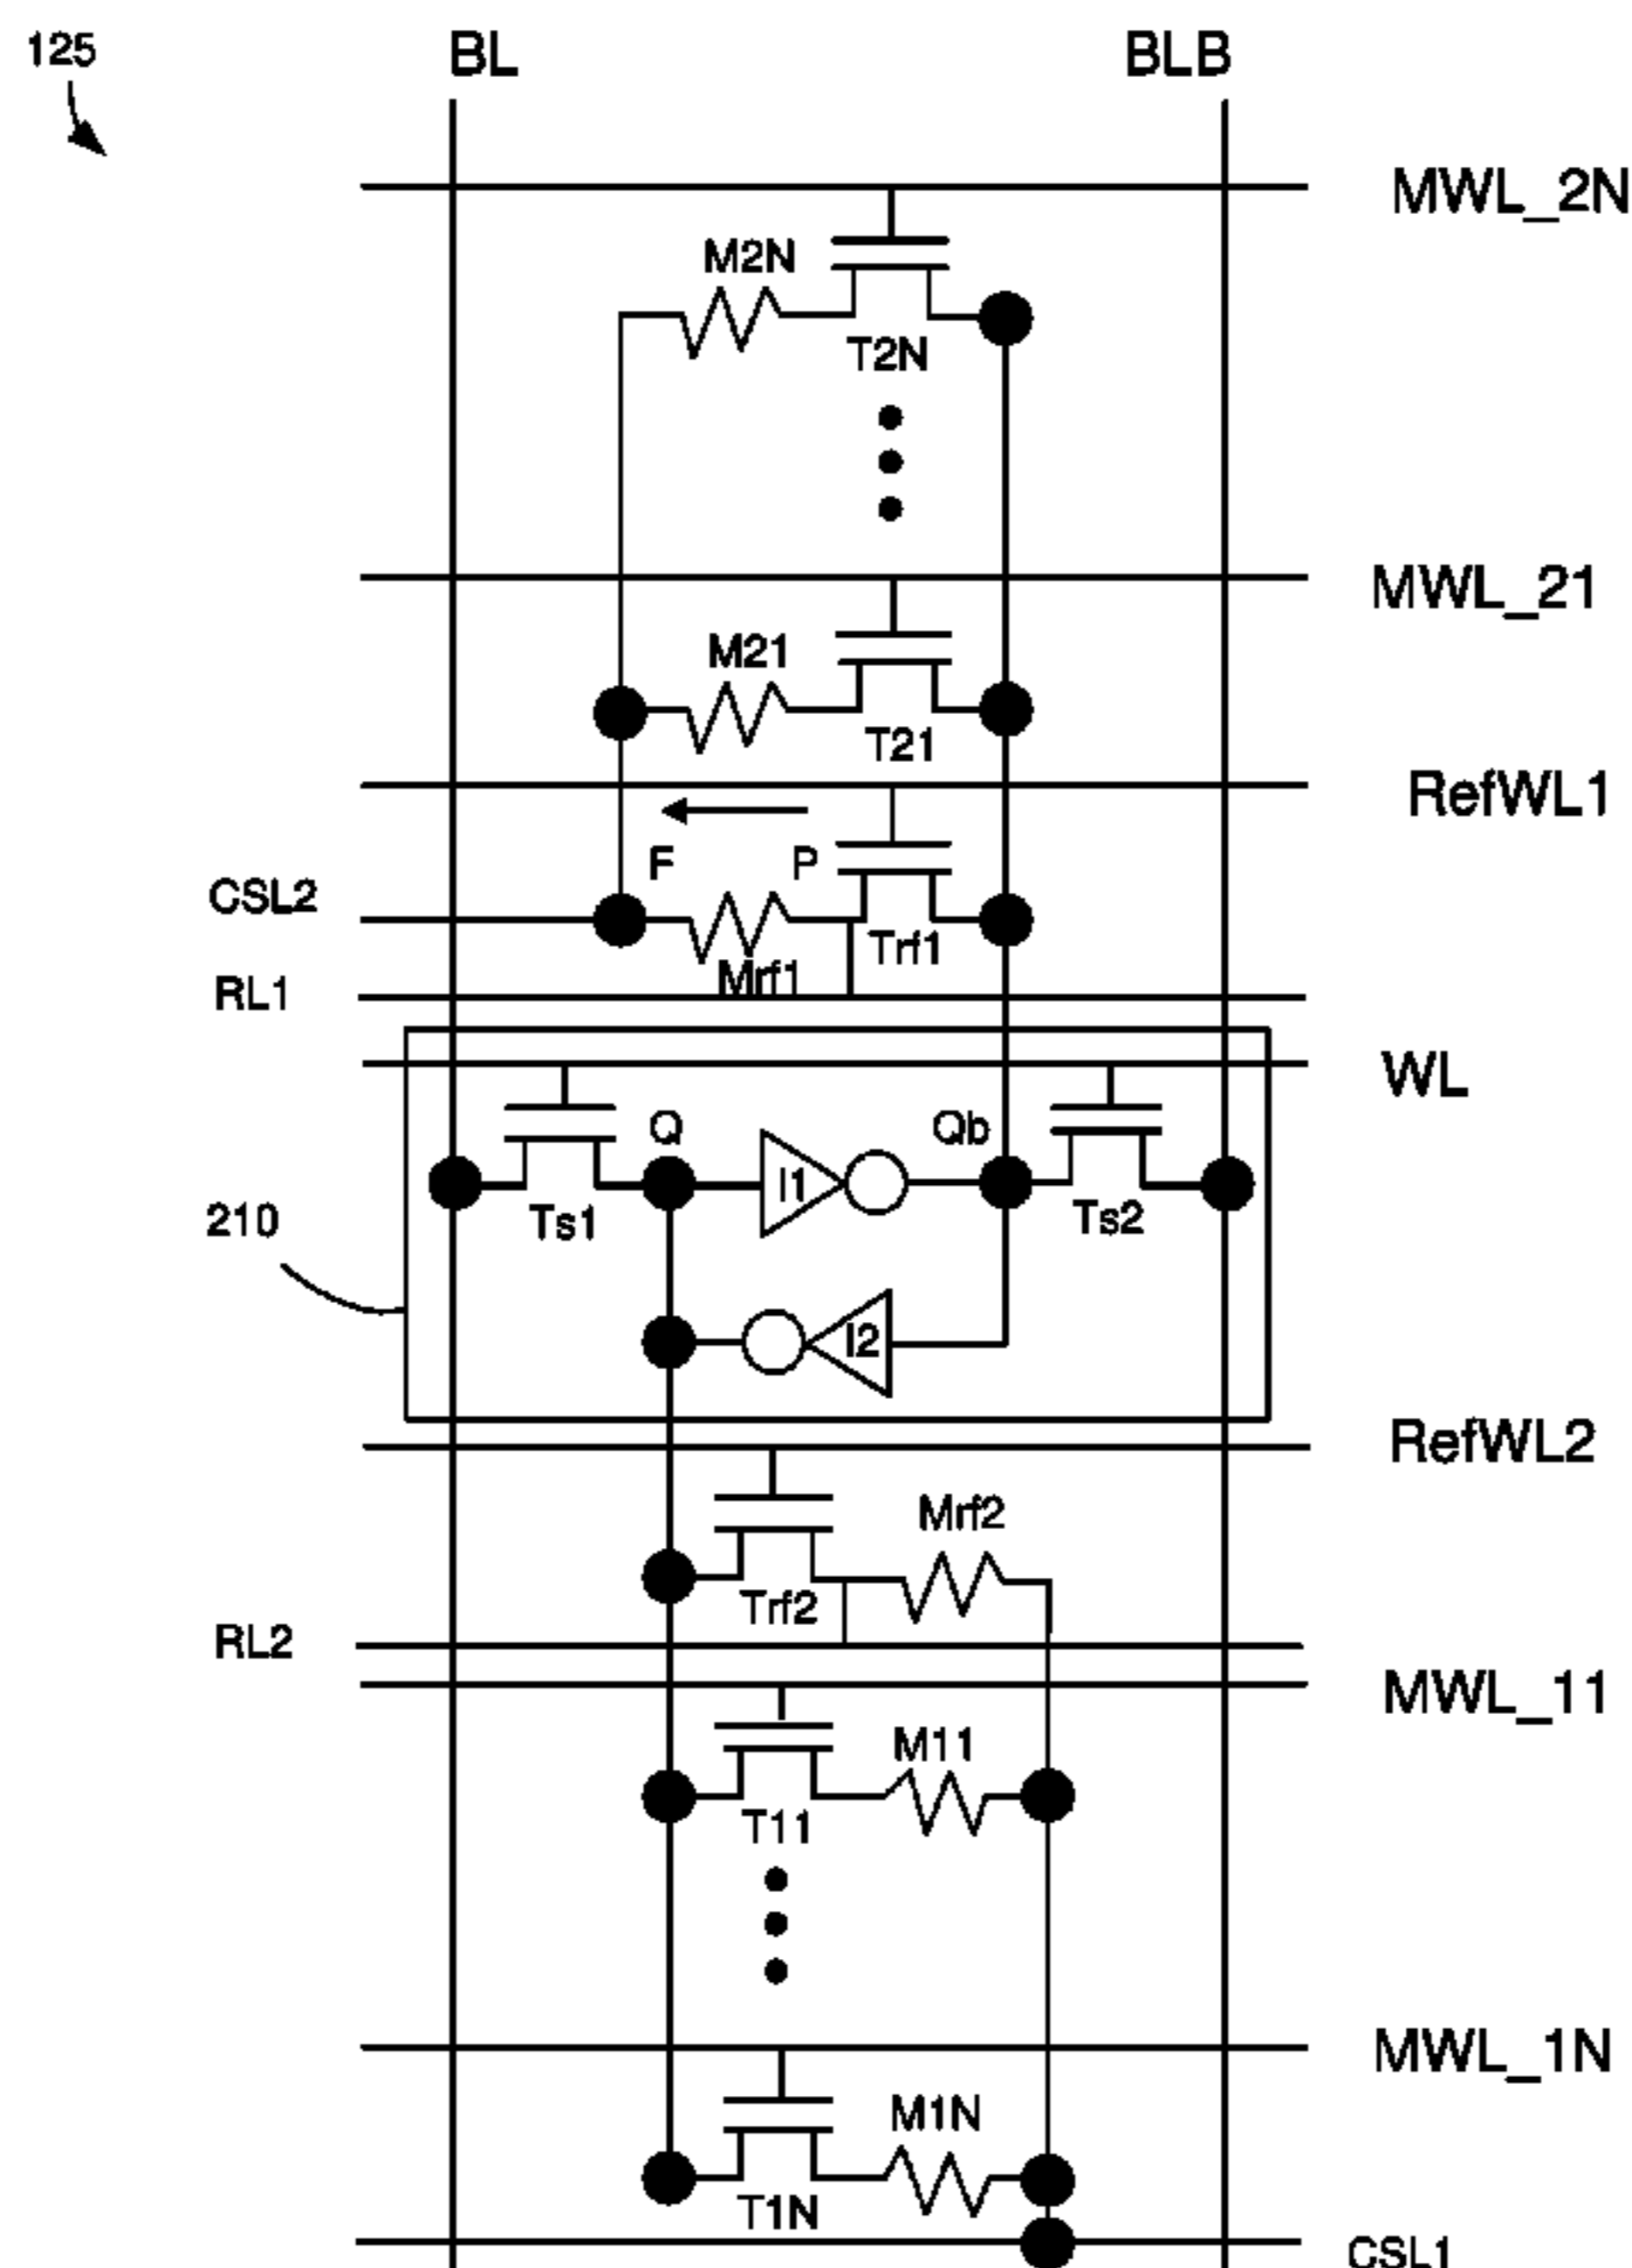 125
BL
BLB
MWL_2N
M2N
T2N
MWL_21
M21
T21
RefWL1
F
P
CSL2
Trf1
Mrf1
RL1
WL
Q
Qb
I1
Ts1
Ts2
210
I2
RefWL2
Mrf2
Trf2
RL2
MWL_11
M11
T11
MWL_1N
M1N
T1N
CSL1